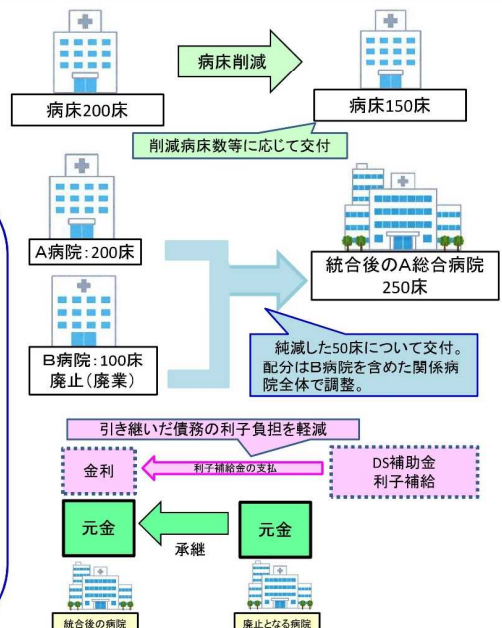 病床削減
病床200床
病床150床
削減病床数等に応じて交付
A病院:200床
B病院:100床
廃止(廃業)
統合後のA総合病院
250床
純減した50床について交付。
配分はB病院を含めた関係病
院全体で調整。
引き継いだ債務の利子負担を軽減
金利
利子補給金の支払
DS補助金
利子補給
元金
承継
元金
統合後の病院
廃止となる病院